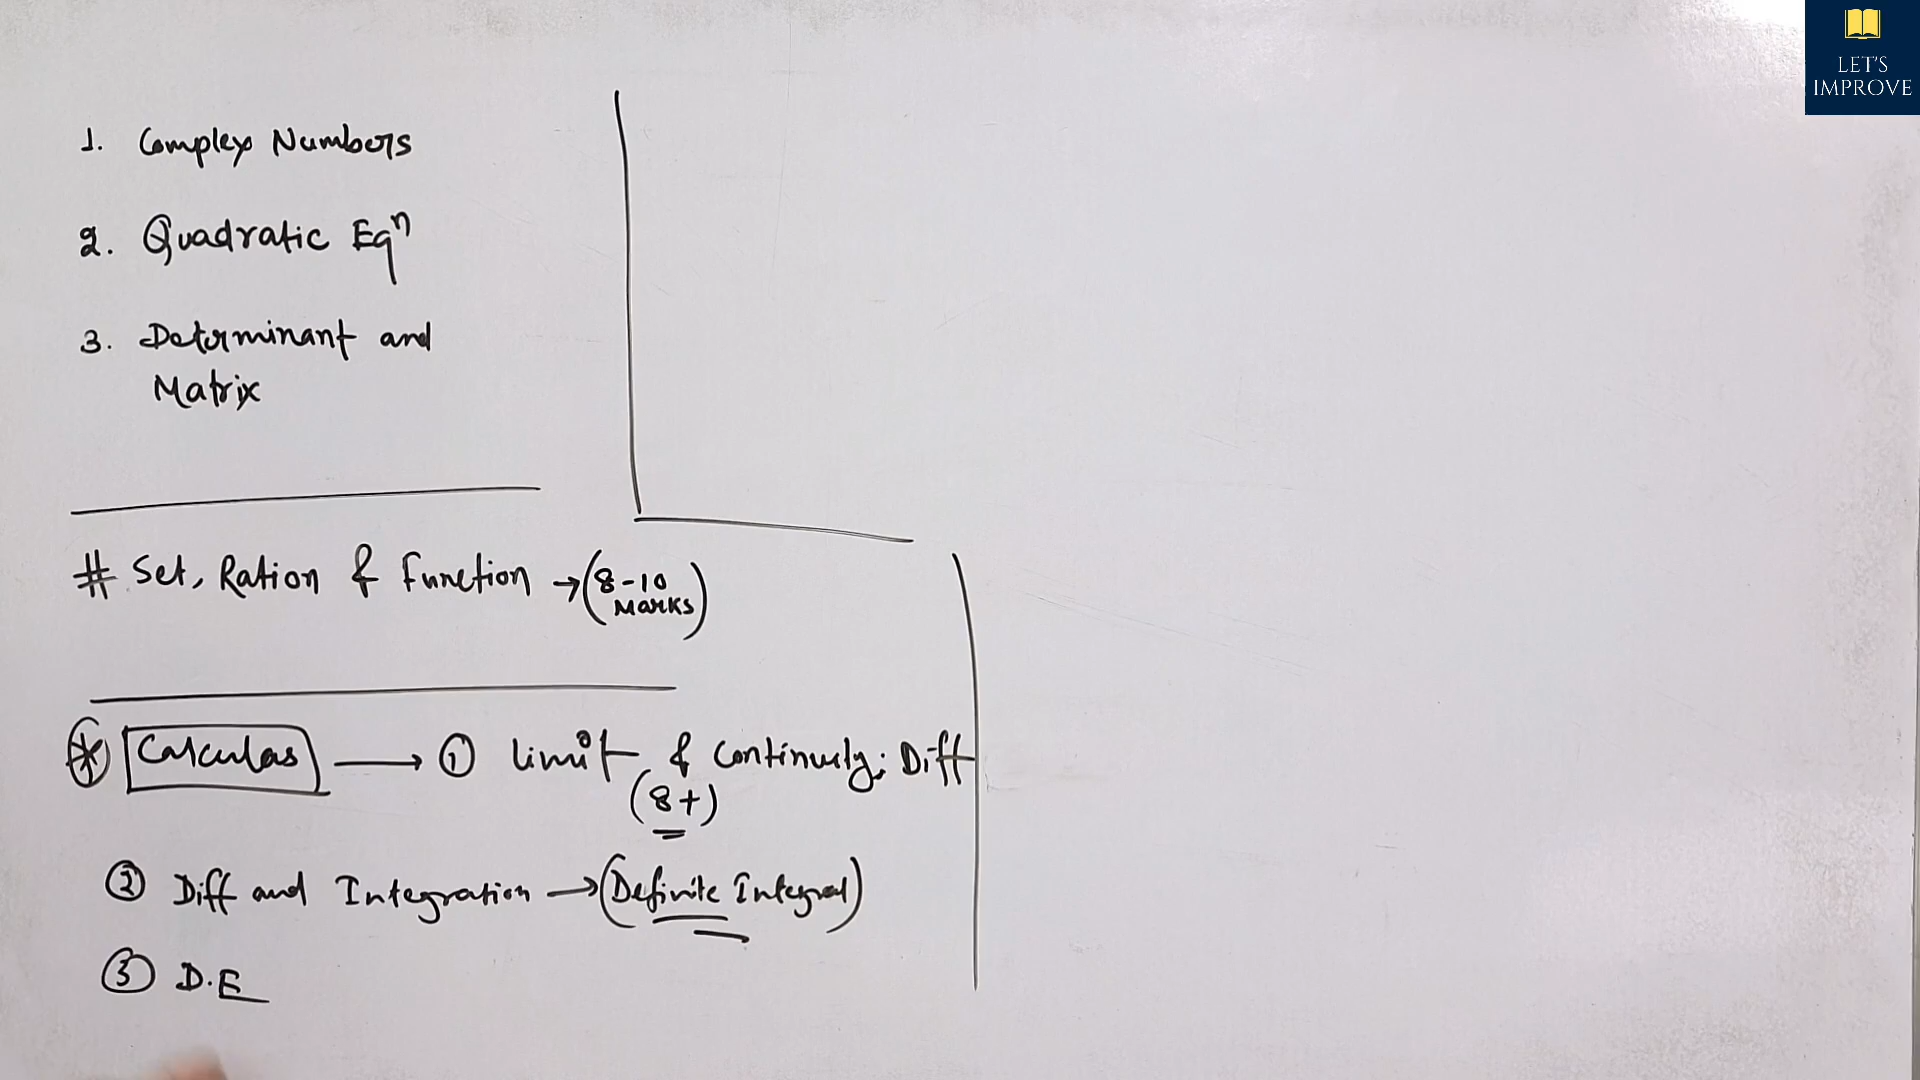 LET'S
IMPROVE
1. Complex Numbers
2. Quadratic Eqⁿ
3. Determinant and
Matrix
# Set, Ration & Function → (8-10
Marks)
* Calculas → ① Limit & Continuity; Diff
(8+)
② Diff and Integration → (Definite Integral)
③ D.E